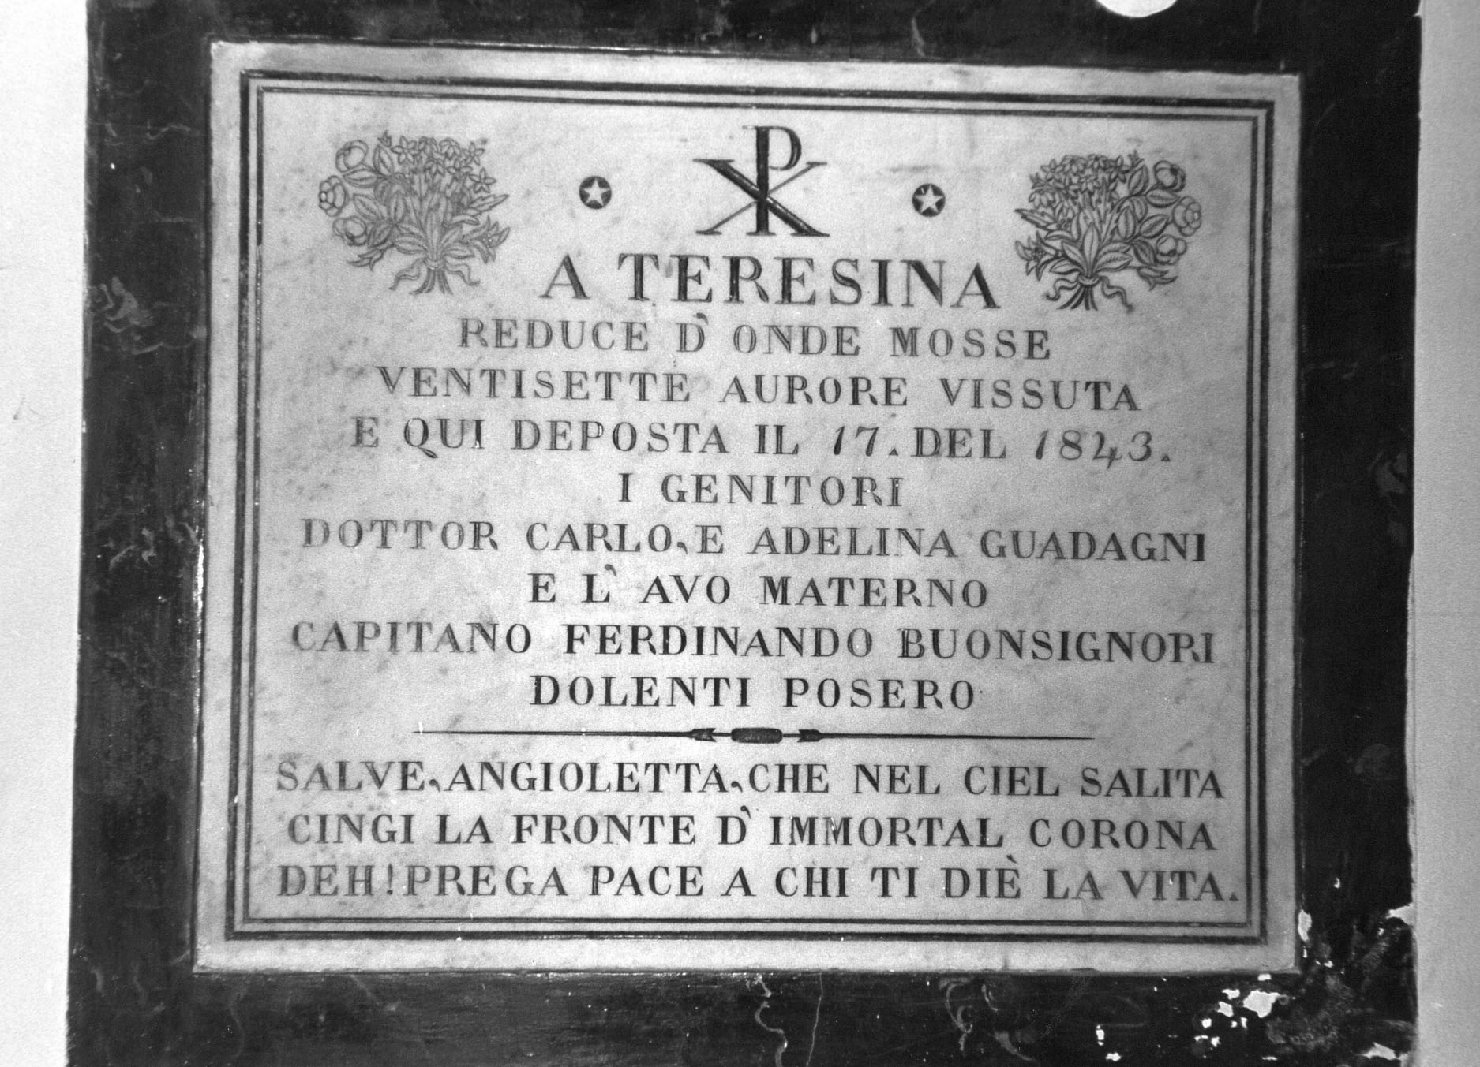 A TERESINA
REDUCE D'ONDE MOSSE
VENTISETTE AURORE VISSUTA
E QUI DEPOSTA IL 17. DEL 1843.
I GENITORI
DOTTOR CARLO, E ADELINA GUADAGNI
E L'AVO MATERNO
CAPITANO FERDINANDO BUONSIGNORI
DOLENTI POSERO
SALVE, ANGIOLETTA, CHE NEL CIEL SALITA
CINGI LA FRONTE D'IMMORTAL CORONA
DEH! PREGA PACE A CHI TI DIÈ LA VITA.